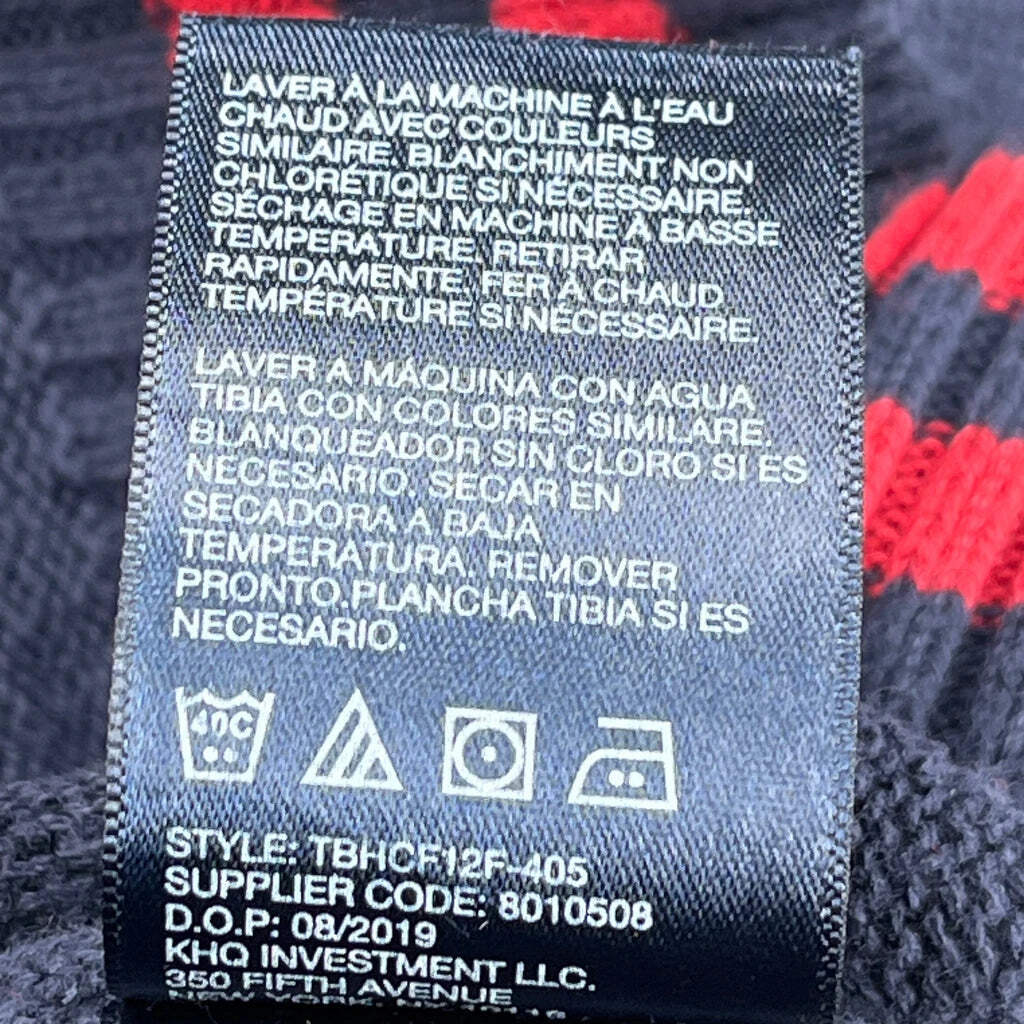 LAVER À LA MACHINE À L'EAU
CHAUD AVEC COULEURS
SIMILAIRE. BLANCHIMENT NON
CHLORÉTIQUE SI NÉCESSAIRE.
SÉCHAGE EN MACHINE À BASSE
TEMPERATURE. RETIRAR
RAPIDAMENTE. FER À CHAUD
TEMPÉRATURE SI NÉCESSAIRE.
LAVER A MÁQUINA CON AGUA
TIBIA CON COLORES SIMILARE.
BLANQUEADOR SIN CLORO SI ES
NECESARIO. SECAR EN
SECADORA A BAJA
TEMPERATURA. REMOVER
PRONTO.PLANCHA TIBIA SI ES
NECESARIO.
40C
STYLE: TBHCF12F-405
SUPPLIER CODE: 8010508
D.O.P: 08/2019
KHQ INVESTMENT LLC.
350 FIFTH AVENUE
NEW YORK,